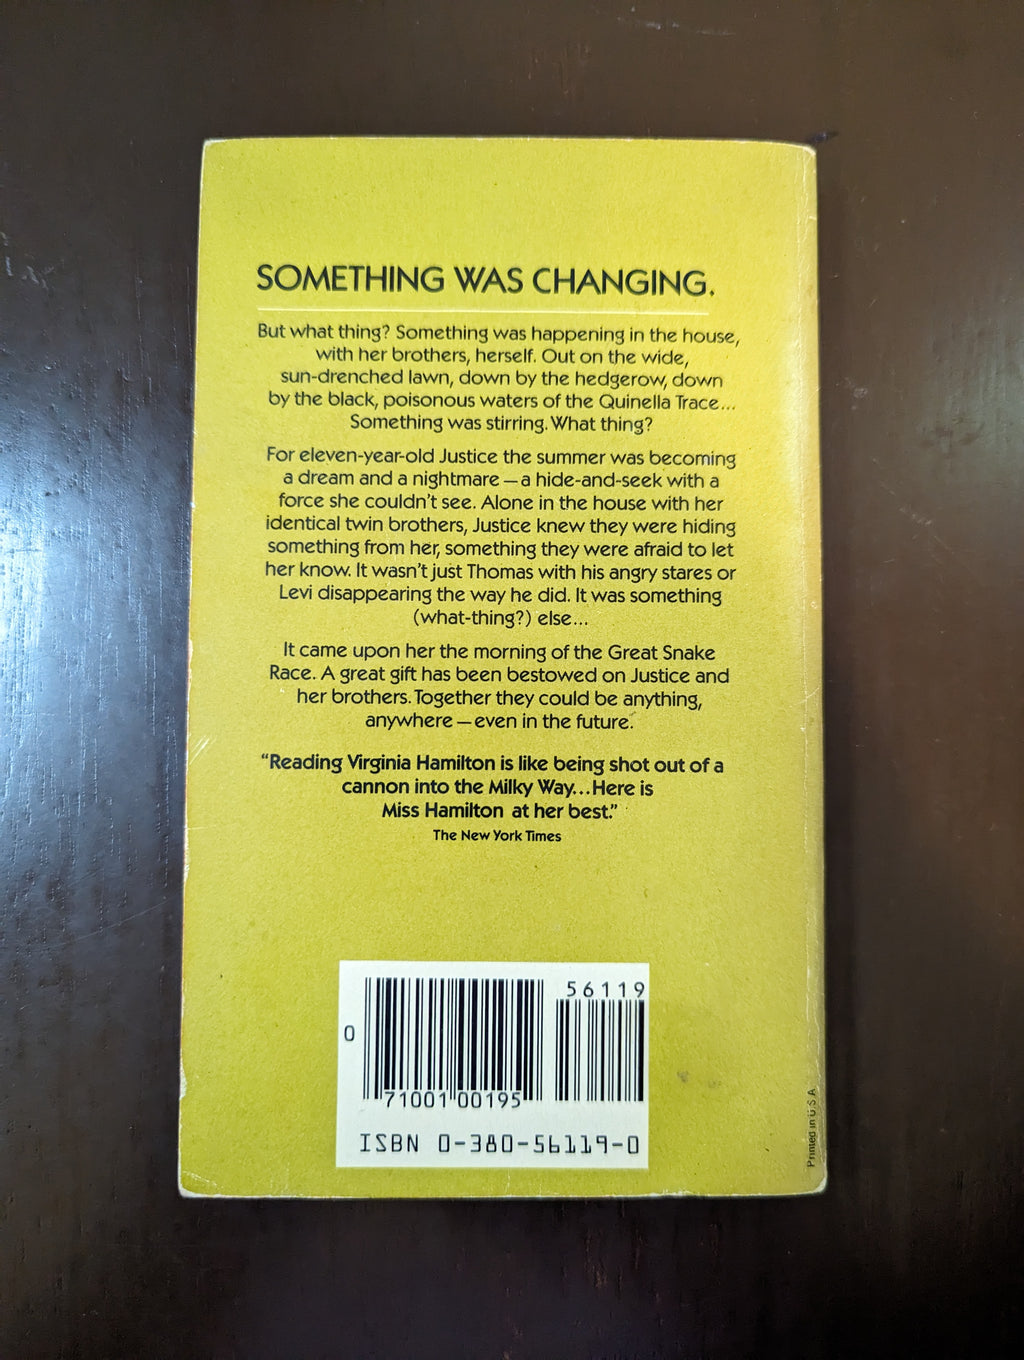 SOMETHING WAS CHANGING.
But what thing? Something was happening in the house,
with her brothers, herself. Out on the wide,
sun-drenched lawn, down by the hedgerow, down
by the black, poisonous waters of the Quinella Trace...
Something was stirring. What thing?
For eleven-year-old Justice the summer was becoming
a dream and a nightmare—a hide-and-seek with a
force she couldn't see. Alone in the house with her
identical twin brothers, Justice knew they were hiding
something from her, something they were afraid to let
her know. It wasn't just Thomas with his angry stares or
Levi disappearing the way he did. It was something
(what-thing?) else...
It came upon her the morning of the Great Snake
Race. A great gift has been bestowed on Justice and
her brothers. Together they could be anything,
anywhere—even in the future.
“Reading Virginia Hamilton is like being shot out of a
cannon into the Milky Way...Here is
Miss Hamilton at her best.”
The New York Times
56119
0
71001 00195
ISBN 0-380-56119-0
Printed in U.S.A.